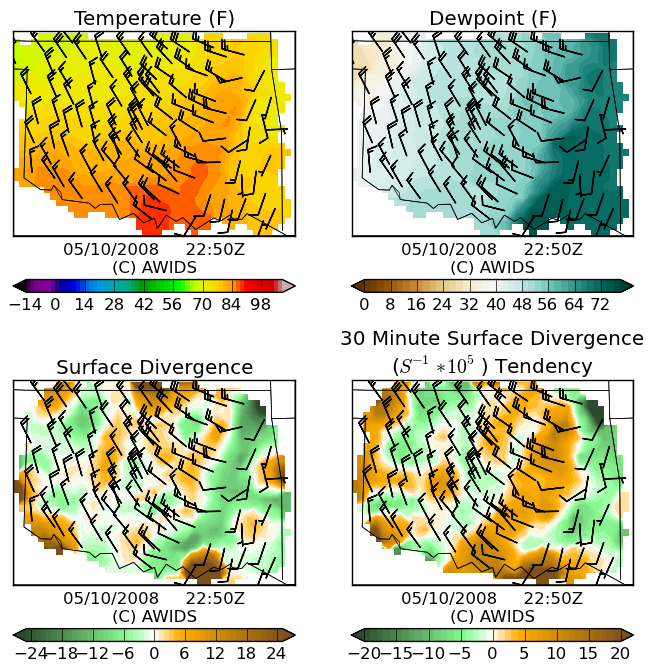 Temperature (F)
05/10/2008 22:50Z
(C) AWIDS
−14 0 14 28 42 56 70 84 98
Dewpoint (F)
05/10/2008 22:50Z
(C) AWIDS
0 8 16 24 32 40 48 56 64 72
Surface Divergence
05/10/2008 22:50Z
(C) AWIDS
−24 −18 −12 −6 0 6 12 18 24
30 Minute Surface Divergence
(S⁻¹ *10⁵ ) Tendency
05/10/2008 22:50Z
(C) AWIDS
−20 −15 −10 −5 0 5 10 15 20